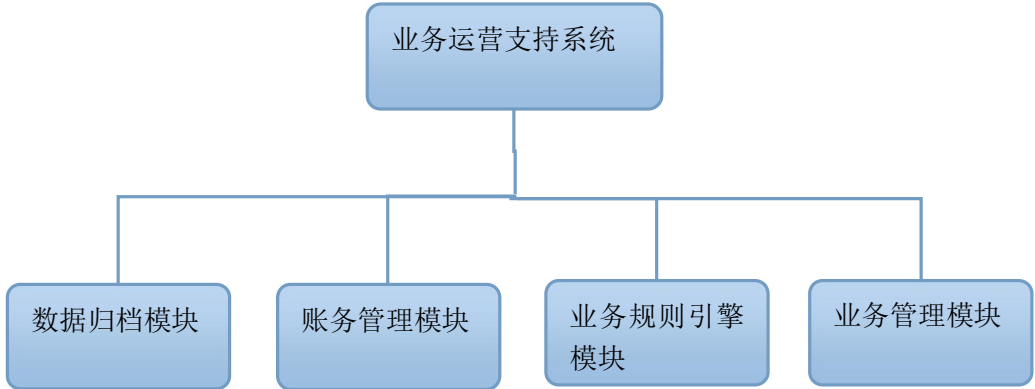 业务运营支持系统
数据归档模块
账务管理模块
业务规则引擎
模块
业务管理模块